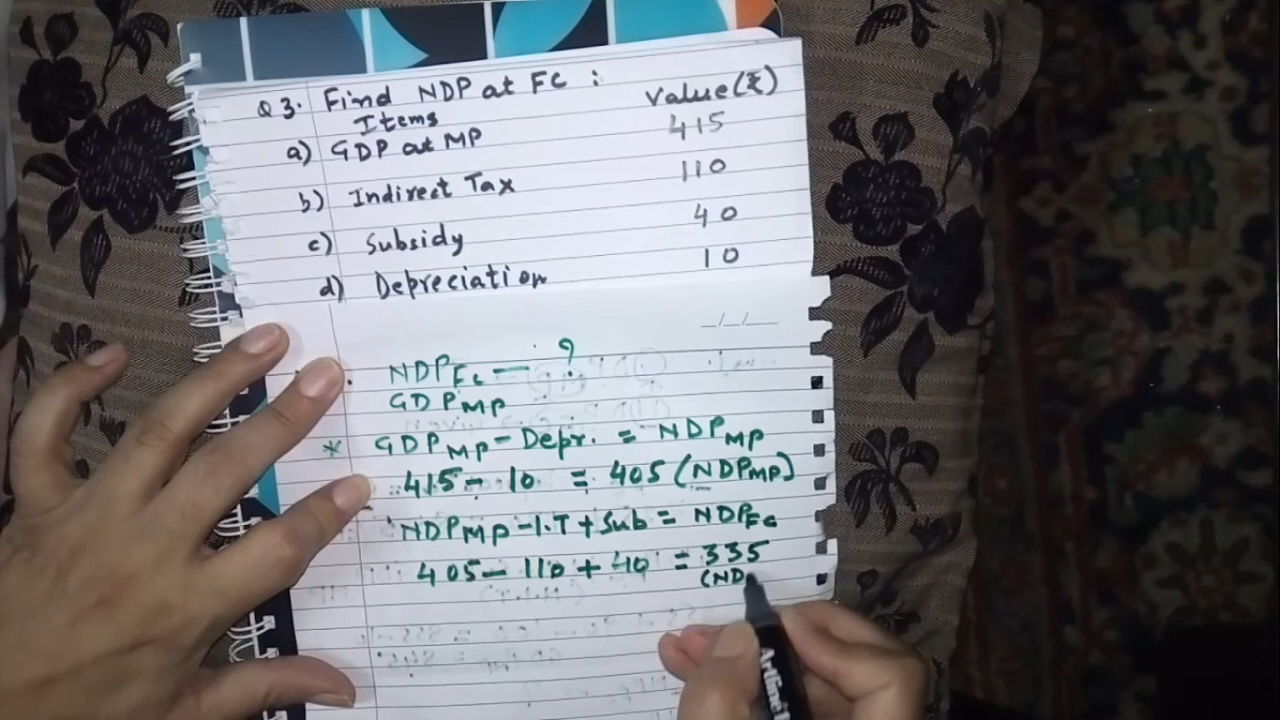 Q3. Find NDP at FC :
Items Value(₹)
a) GDP at MP 415
b) Indirect Tax 110
c) Subsidy 40
d) Depreciation 10
NDPFC — ?
GDPMP
* GDPMP - Depr. = NDPMP
415 - 10 = 405 (NDPMP)
NDPMP - I.T + Sub = NDPFC
405 - 110 + 40 = 335
(ND
Artline